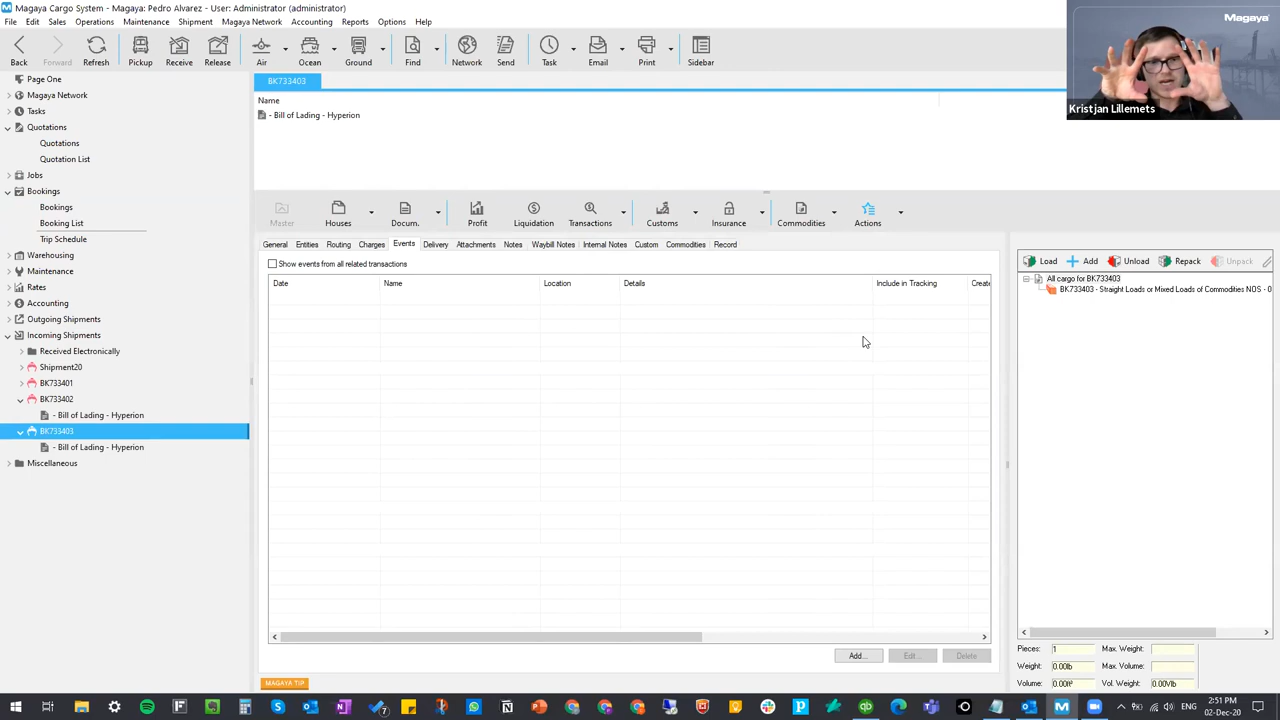 Magaya Cargo System - Magaya: Pedro Alvarez - User: Administrator (administrator)
File Edit Sales Operations Maintenance Shipment Magaya Network Accounting Reports Options Help
Back Forward Refresh Pickup Receive Release Air Ocean Ground Find Network Send Task Email Print Sidebar
Magaya
Kristjan Lillemets
Page One
Magaya Network
Tasks
Quotations
Quotations
Quotation List
Jobs
Bookings
Bookings
Booking List
Trip Schedule
Warehousing
Maintenance
Rates
Accounting
Outgoing Shipments
Incoming Shipments
Received Electronically
Shipment20
BK733401
BK733402
- Bill of Lading - Hyperion
BK733403
- Bill of Lading - Hyperion
Miscellaneous
BK733403
Name
- Bill of Lading - Hyperion
Master Houses Docum. Profit Liquidation Transactions Customs Insurance Commodities Actions
General Entities Routing Charges Events Delivery Attachments Notes Waybill Notes Internal Notes Custom Commodities Record
Show events from all related transactions
Date Name Location Details Include in Tracking Create
Add... Edit... Delete
MAGAYA TIP
Load Add Unload Repack Unpack
All cargo for BK733403
BK733403 - Straight Loads or Mixed Loads of Commodities NOS - 0
Pieces: 1 Max. Weight:
Weight: 0.00lb Max. Volume:
Volume: 0.00ft³ Vol. Weight: 0.00Vlb
2:51 PM
02-Dec-20